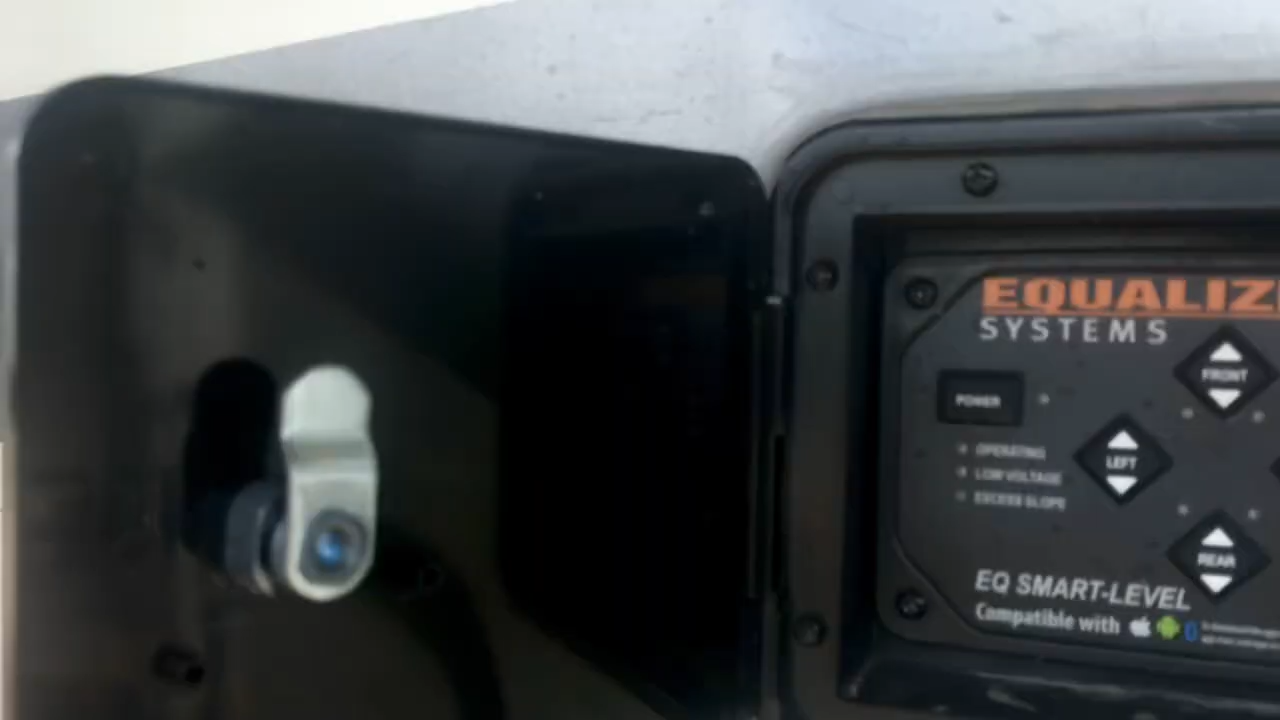 EQUALIZ
SYSTEMS
FRONT
POWER
LEFT
OPERATING
LOW VOLTAGE
EXCESS SLOPE
REAR
EQ SMART-LEVEL
Compatible with